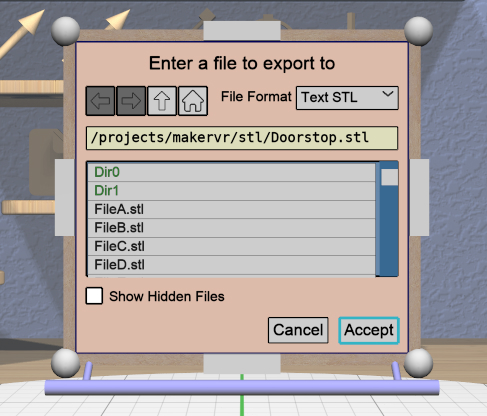 Enter a file to export to
File Format Text STL
/projects/makervr/stl/Doorstop.stl
Dir0
Dir1
FileA.stl
FileB.stl
FileC.stl
FileD.stl
Show Hidden Files
Cancel Accept